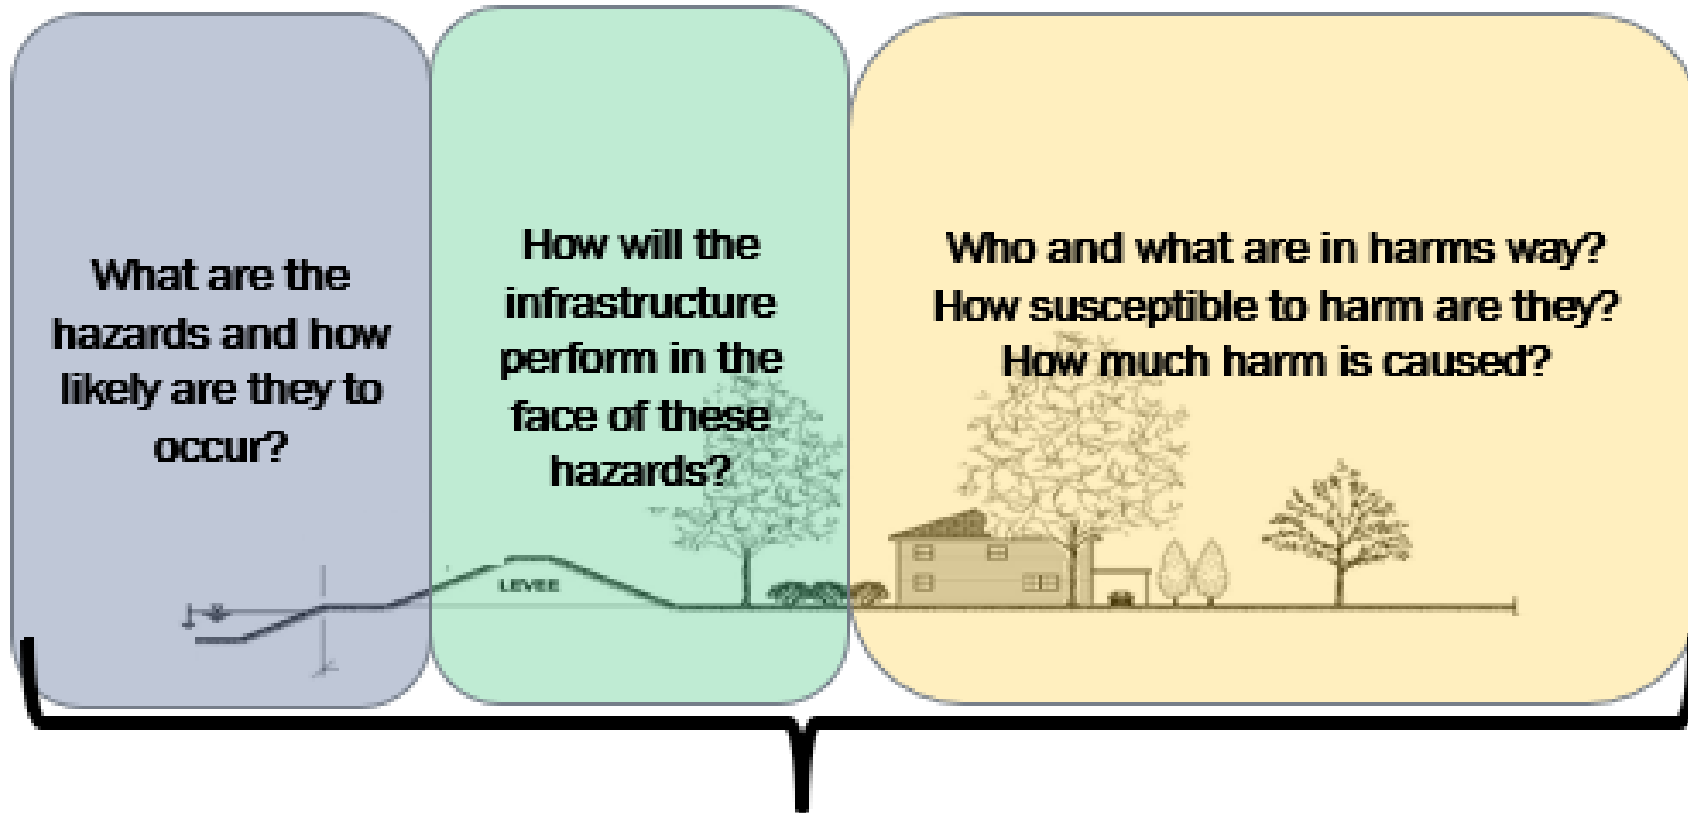 What are the
hazards and how
likely are they to
occur?
How will the
infrastructure
perform in the
face of these
hazards?
LEVEE
Who and what are in harms way?
How susceptible to harm are they?
How much harm is caused?